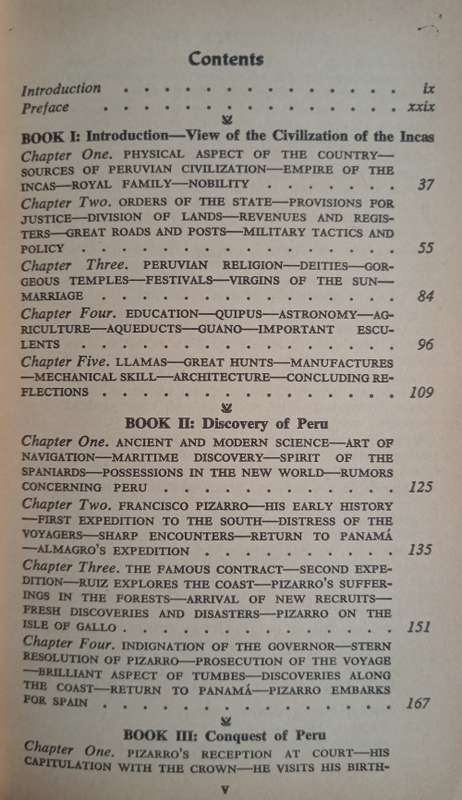 Contents
Introduction . . . . . . . . . . . . . . ix
Preface . . . . . . . . . . . . . . . xxix
BOOK I: Introduction—View of the Civilization of the Incas
Chapter One. PHYSICAL ASPECT OF THE COUNTRY—
SOURCES OF PERUVIAN CIVILIZATION—EMPIRE OF THE
INCAS—ROYAL FAMILY—NOBILITY . . . . . . . 37
Chapter Two. ORDERS OF THE STATE—PROVISIONS FOR
JUSTICE—DIVISION OF LANDS—REVENUES AND REGIS-
TERS—GREAT ROADS AND POSTS—MILITARY TACTICS AND
POLICY . . . . . . . . . . . . . . . . 55
Chapter Three. PERUVIAN RELIGION—DEITIES—GOR-
GEOUS TEMPLES—FESTIVALS—VIRGINS OF THE SUN—
MARRIAGE . . . . . . . . . . . . . . . 84
Chapter Four. EDUCATION—QUIPUS—ASTRONOMY—AG-
RICULTURE—AQUEDUCTS—GUANO—IMPORTANT ESCU-
LENTS . . . . . . . . . . . . . . . . 96
Chapter Five. LLAMAS—GREAT HUNTS—MANUFACTURES
—MECHANICAL SKILL—ARCHITECTURE—CONCLUDING RE-
FLECTIONS . . . . . . . . . . . . . . . 109
BOOK II: Discovery of Peru
Chapter One. ANCIENT AND MODERN SCIENCE—ART OF
NAVIGATION—MARITIME DISCOVERY—SPIRIT OF THE
SPANIARDS—POSSESSIONS IN THE NEW WORLD—RUMORS
CONCERNING PERU . . . . . . . . . . . 125
Chapter Two. FRANCISCO PIZARRO—HIS EARLY HISTORY
—FIRST EXPEDITION TO THE SOUTH—DISTRESS OF THE
VOYAGERS—SHARP ENCOUNTERS—RETURN TO PANAMÁ
—ALMAGRO'S EXPEDITION . . . . . . . . . 135
Chapter Three. THE FAMOUS CONTRACT—SECOND EXPE-
DITION—RUIZ EXPLORES THE COAST—PIZARRO'S SUFFER-
INGS IN THE FORESTS—ARRIVAL OF NEW RECRUITS—
FRESH DISCOVERIES AND DISASTERS—PIZARRO ON THE
ISLE OF GALLO . . . . . . . . . . . . . 151
Chapter Four. INDIGNATION OF THE GOVERNOR—STERN
RESOLUTION OF PIZARRO—PROSECUTION OF THE VOYAGE
—BRILLIANT ASPECT OF TUMBES—DISCOVERIES ALONG
THE COAST—RETURN TO PANAMÁ—PIZARRO EMBARKS
FOR SPAIN . . . . . . . . . . . . . . 167
BOOK III: Conquest of Peru
Chapter One. PIZARRO'S RECEPTION AT COURT—HIS
CAPITULATION WITH THE CROWN—HE VISITS HIS BIRTH-
v